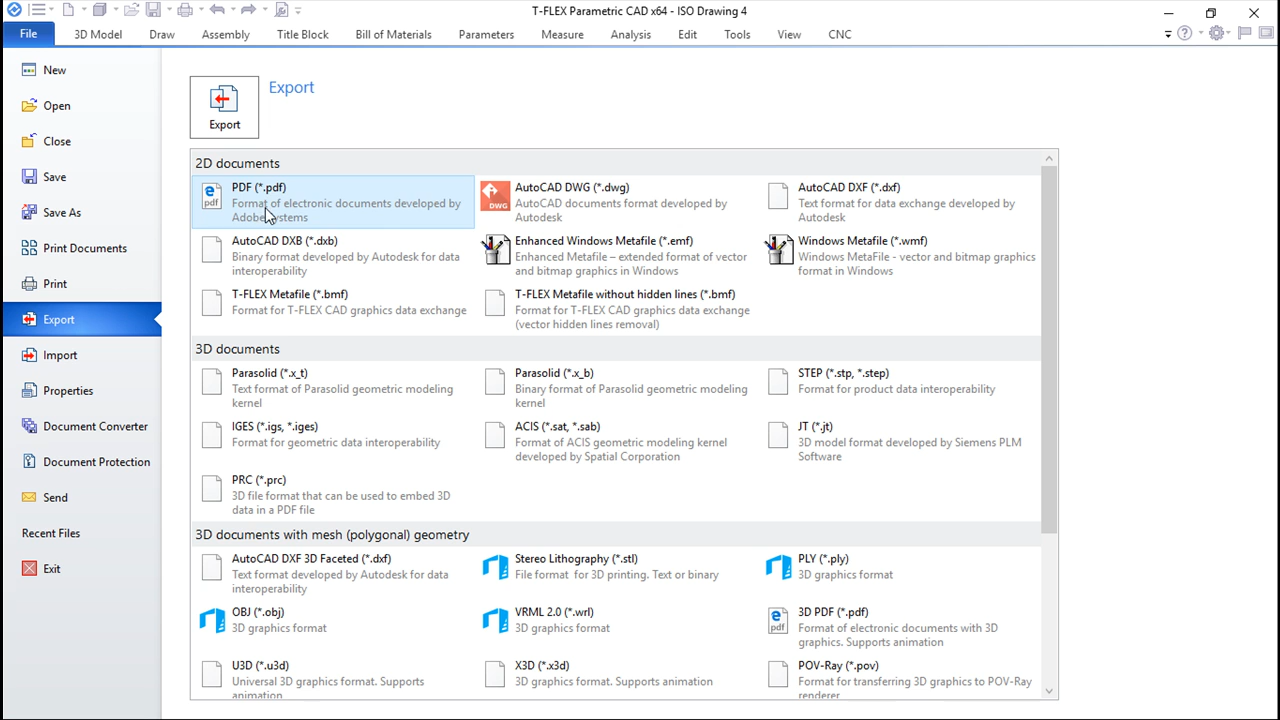 T-FLEX Parametric CAD x64 - ISO Drawing 4
File
3D Model
Draw
Assembly
Title Block
Bill of Materials
Parameters
Measure
Analysis
Edit
Tools
View
CNC
New
Open
Close
Save
Save As
Print Documents
Print
Export
Import
Properties
Document Converter
Document Protection
Send
Recent Files
Exit
Export
Export
2D documents
PDF (*.pdf)
Format of electronic documents developed by
Adobe Systems
AutoCAD DWG (*.dwg)
AutoCAD documents format developed by
Autodesk
AutoCAD DXF (*.dxf)
Text format for data exchange developed by
Autodesk
AutoCAD DXB (*.dxb)
Binary format developed by Autodesk for data
interoperability
Enhanced Windows Metafile (*.emf)
Enhanced Metafile – extended format of vector
and bitmap graphics in Windows
Windows Metafile (*.wmf)
Windows MetaFile - vector and bitmap graphics
format in Windows
T-FLEX Metafile (*.bmf)
Format for T-FLEX CAD graphics data exchange
T-FLEX Metafile without hidden lines (*.bmf)
Format for T-FLEX CAD graphics data exchange
(vector hidden lines removal)
3D documents
Parasolid (*.x_t)
Text format of Parasolid geometric modeling
kernel
Parasolid (*.x_b)
Binary format of Parasolid geometric modeling
kernel
STEP (*.stp, *.step)
Format for product data interoperability
IGES (*.igs, *.iges)
Format for geometric data interoperability
ACIS (*.sat, *.sab)
Format of ACIS geometric modeling kernel
developed by Spatial Corporation
JT (*.jt)
3D model format developed by Siemens PLM
Software
PRC (*.prc)
3D file format that can be used to embed 3D
data in a PDF file
3D documents with mesh (polygonal) geometry
AutoCAD DXF 3D Faceted (*.dxf)
Text format developed by Autodesk for data
interoperability
Stereo Lithography (*.stl)
File format for 3D printing. Text or binary
PLY (*.ply)
3D graphics format
OBJ (*.obj)
3D graphics format
VRML 2.0 (*.wrl)
3D graphics format
3D PDF (*.pdf)
Format of electronic documents with 3D
graphics. Supports animation
U3D (*.u3d)
Universal 3D graphics format. Supports
animation
X3D (*.x3d)
3D graphics format. Supports animation
POV-Ray (*.pov)
Format for transferring 3D graphics to POV-Ray
renderer